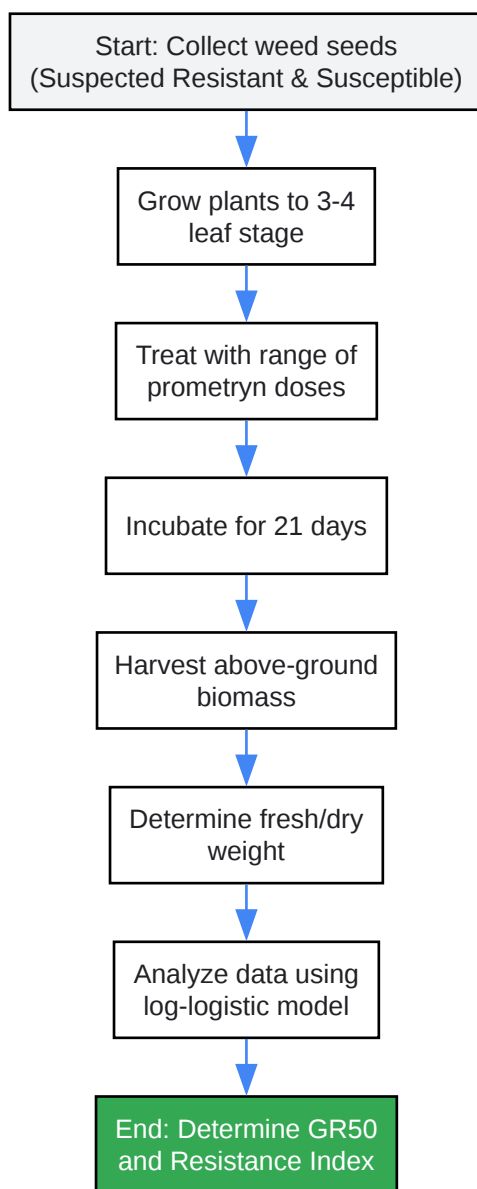 Start: Collect weed seeds
(Suspected Resistant & Susceptible)
Grow plants to 3-4
leaf stage
Treat with range of
prometryn doses
Incubate for 21 days
Harvest above-ground
biomass
Determine fresh/dry
weight
Analyze data using
log-logistic model
End: Determine GR50
and Resistance Index